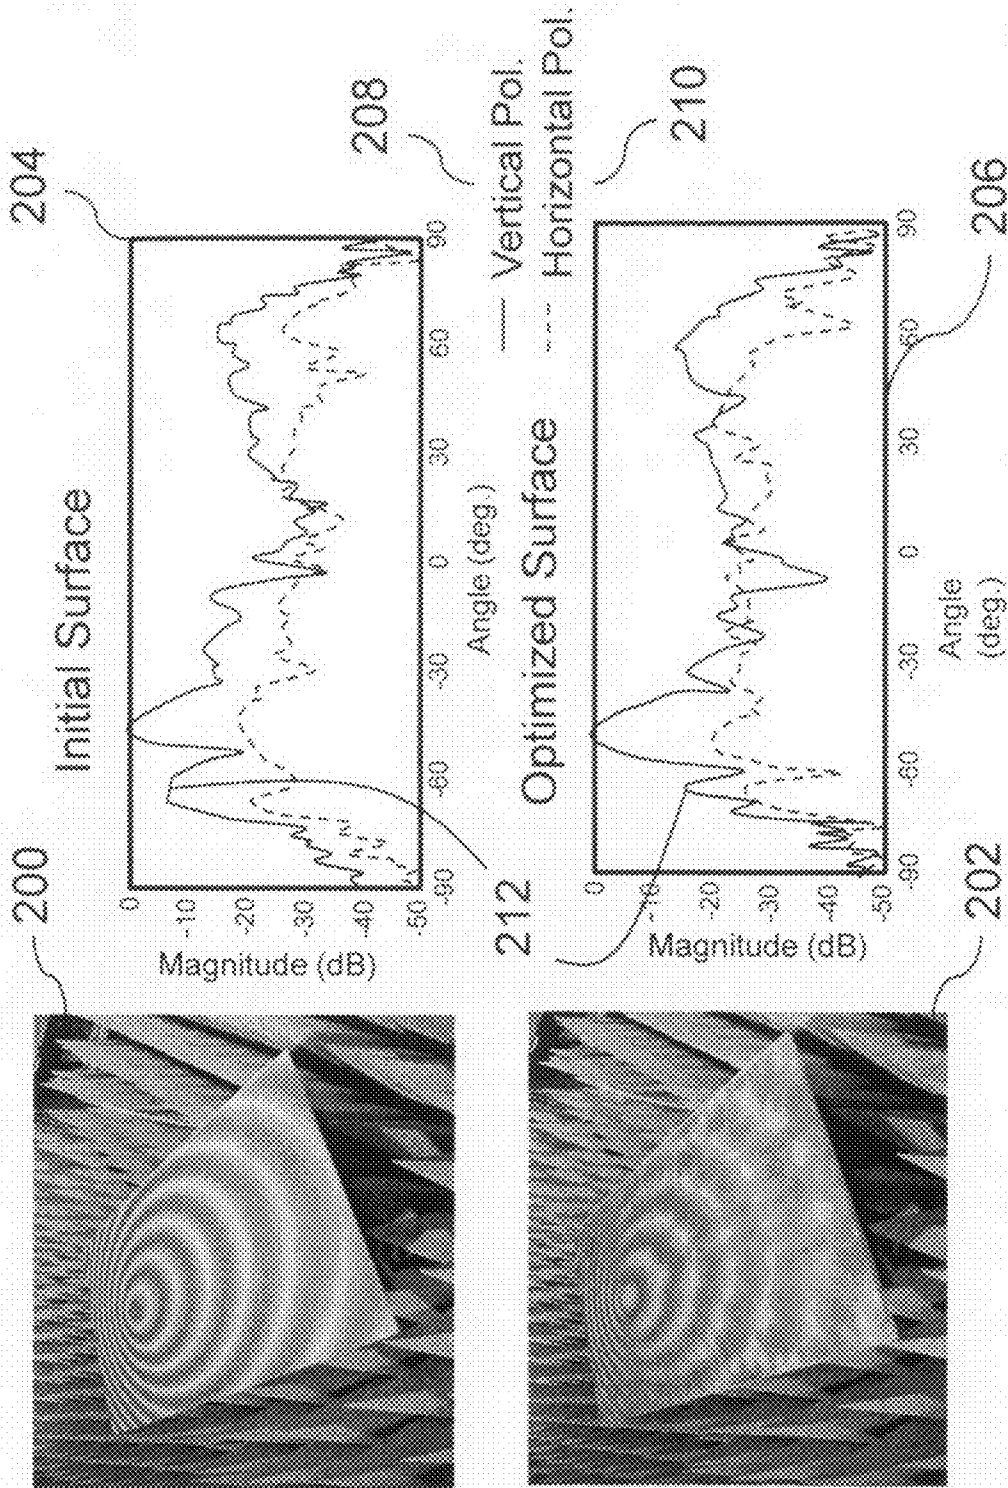 200
Initial Surface
204
Magnitude (dB)
0
-10
-20
-30
-40
-50
-90 -60 -30 0 30 60 90
Angle (deg.)
208
Vertical Pol.
Horizontal Pol.
210
212
Optimized Surface
Magnitude (dB)
0
-10
-20
-30
-40
-50
-90 -60 -30 0 30 60 90
Angle
(deg.)
202
206